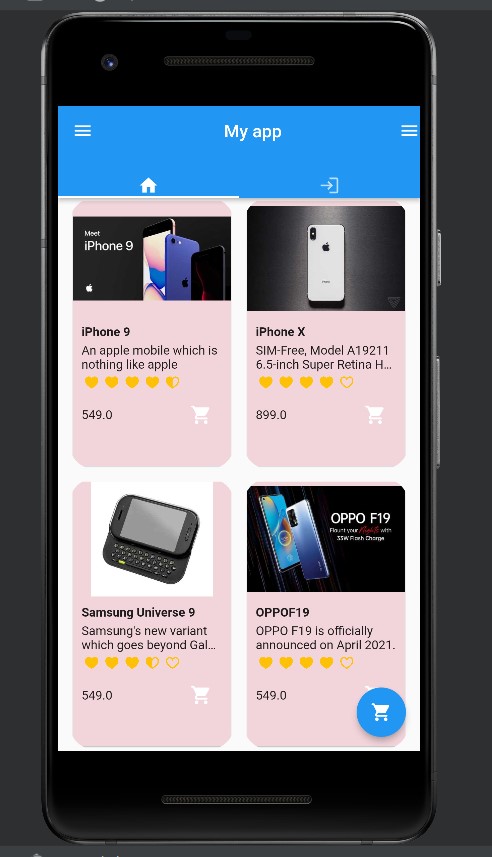 My app
Meet
iPhone 9
iPhone 9
An apple mobile which is
nothing like apple
549.0
iPhone X
SIM-Free, Model A19211
6.5-inch Super Retina H...
899.0
Samsung Universe 9
Samsung's new variant
which goes beyond Gal...
549.0
OPPO F19
Flount your Nights with
33W Flash Charge
OPPOF19
OPPO F19 is officially
announced on April 2021.
549.0